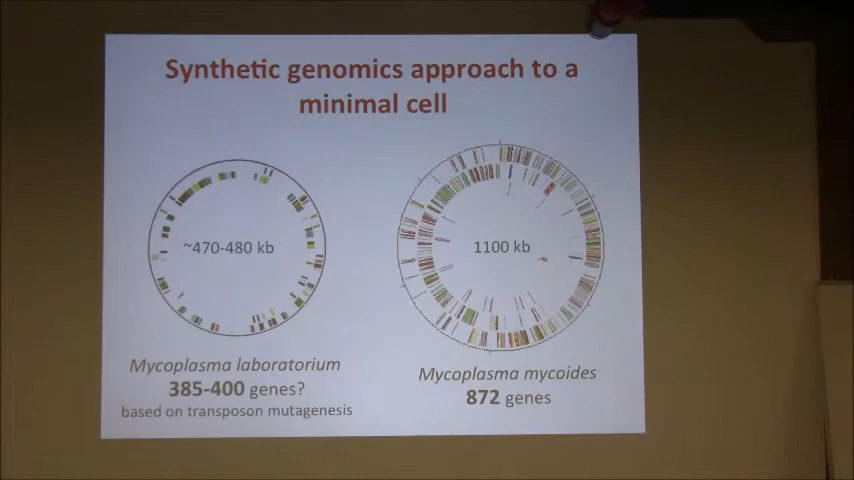 Synthetic genomics approach to a
minimal cell
~470-480 kb
1100 kb
Mycoplasma laboratorium
385-400 genes?
based on transposon mutagenesis
Mycoplasma mycoides
872 genes